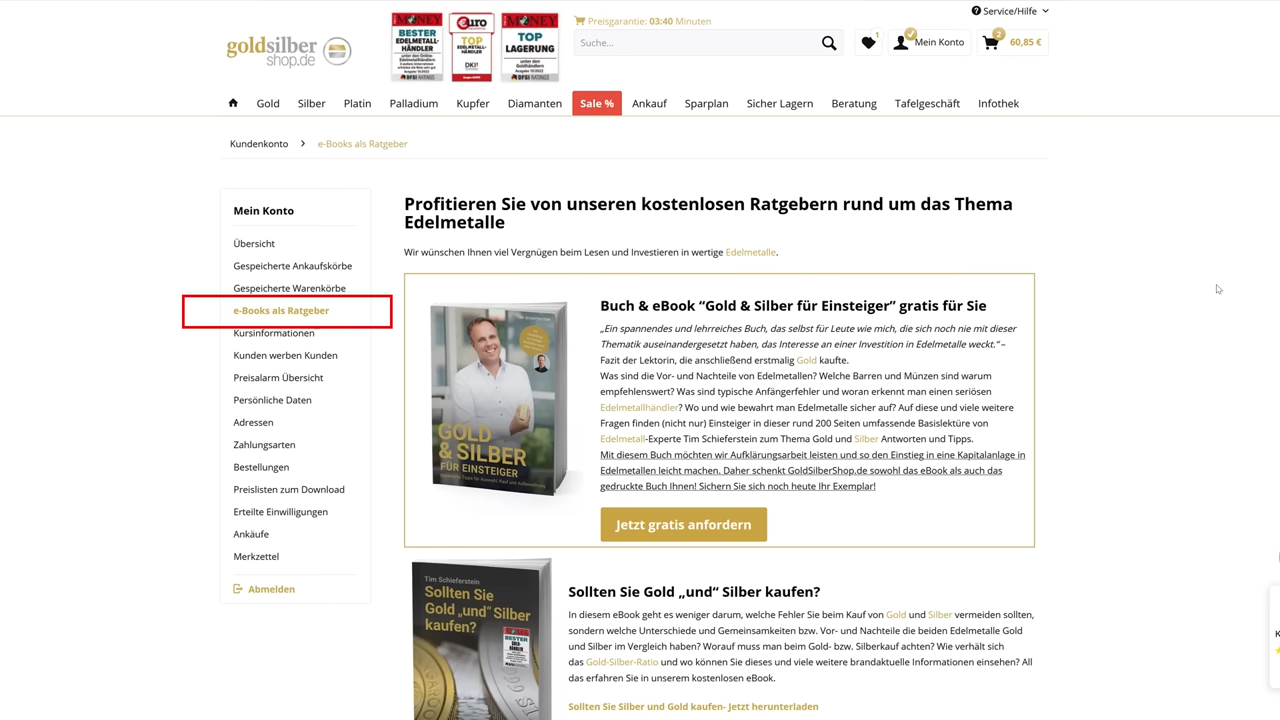 Service/Hilfe
MONEY
BESTER
EDELMETALL-
HÄNDLER
DFSI RATINGS
€uro
TOP
EDELMETALL-
HÄNDLER
DKI
MONEY
TOP
LAGERUNG
unter den
Goldhändlern
DFSI RATINGS
Preisgarantie: 03:40 Minuten
goldsilber
shop.de
Suche...
1
Mein Konto
2
60,85 €
Gold Silber Platin Palladium Kupfer Diamanten Sale % Ankauf Sparplan Sicher Lagern Beratung Tafelgeschäft Infothek
Kundenkonto > e-Books als Ratgeber
Mein Konto
Übersicht
Gespeicherte Ankaufskörbe
Gespeicherte Warenkörbe
e-Books als Ratgeber
Kursinformationen
Kunden werben Kunden
Preisalarm Übersicht
Persönliche Daten
Adressen
Zahlungsarten
Bestellungen
Preislisten zum Download
Erteilte Einwilligungen
Ankäufe
Merkzettel
Abmelden
Profitieren Sie von unseren kostenlosen Ratgebern rund um das Thema
Edelmetalle
Wir wünschen Ihnen viel Vergnügen beim Lesen und Investieren in wertige Edelmetalle.
GOLD
& SILBER
FÜR EINSTEIGER
Buch & eBook “Gold & Silber für Einsteiger” gratis für Sie
„Ein spannendes und lehrreiches Buch, das selbst für Leute wie mich, die sich noch nie mit dieser
Thematik auseinandergesetzt haben, das Interesse an einer Investition in Edelmetalle weckt.“ –
Fazit der Lektorin, die anschließend erstmalig Gold kaufte.
Was sind die Vor- und Nachteile von Edelmetallen? Welche Barren und Münzen sind warum
empfehlenswert? Was sind typische Anfängerfehler und woran erkennt man einen seriösen
Edelmetallhändler? Wo und wie bewahrt man Edelmetalle sicher auf? Auf diese und viele weitere
Fragen finden (nicht nur) Einsteiger in dieser rund 200 Seiten umfassende Basislektüre von
Edelmetall-Experte Tim Schieferstein zum Thema Gold und Silber Antworten und Tipps.
Mit diesem Buch möchten wir Aufklärungsarbeit leisten und so den Einstieg in eine Kapitalanlage in
Edelmetallen leicht machen. Daher schenkt GoldSilberShop.de sowohl das eBook als auch das
gedruckte Buch Ihnen! Sichern Sie sich noch heute Ihr Exemplar!
Jetzt gratis anfordern
Tim Schieferstein
Sollten Sie
Gold „und“ Silber
kaufen?
MONEY
BESTER
Sollten Sie Gold „und“ Silber kaufen?
In diesem eBook geht es weniger darum, welche Fehler Sie beim Kauf von Gold und Silber vermeiden sollten,
sondern welche Unterschiede und Gemeinsamkeiten bzw. Vor- und Nachteile die beiden Edelmetalle Gold
und Silber im Vergleich haben? Worauf muss man beim Gold- bzw. Silberkauf achten? Wie verhält sich
das Gold-Silber-Ratio und wo können Sie dieses und viele weitere brandaktuelle Informationen einsehen? All
das erfahren Sie in unserem kostenlosen eBook.
Sollten Sie Silber und Gold kaufen- Jetzt herunterladen